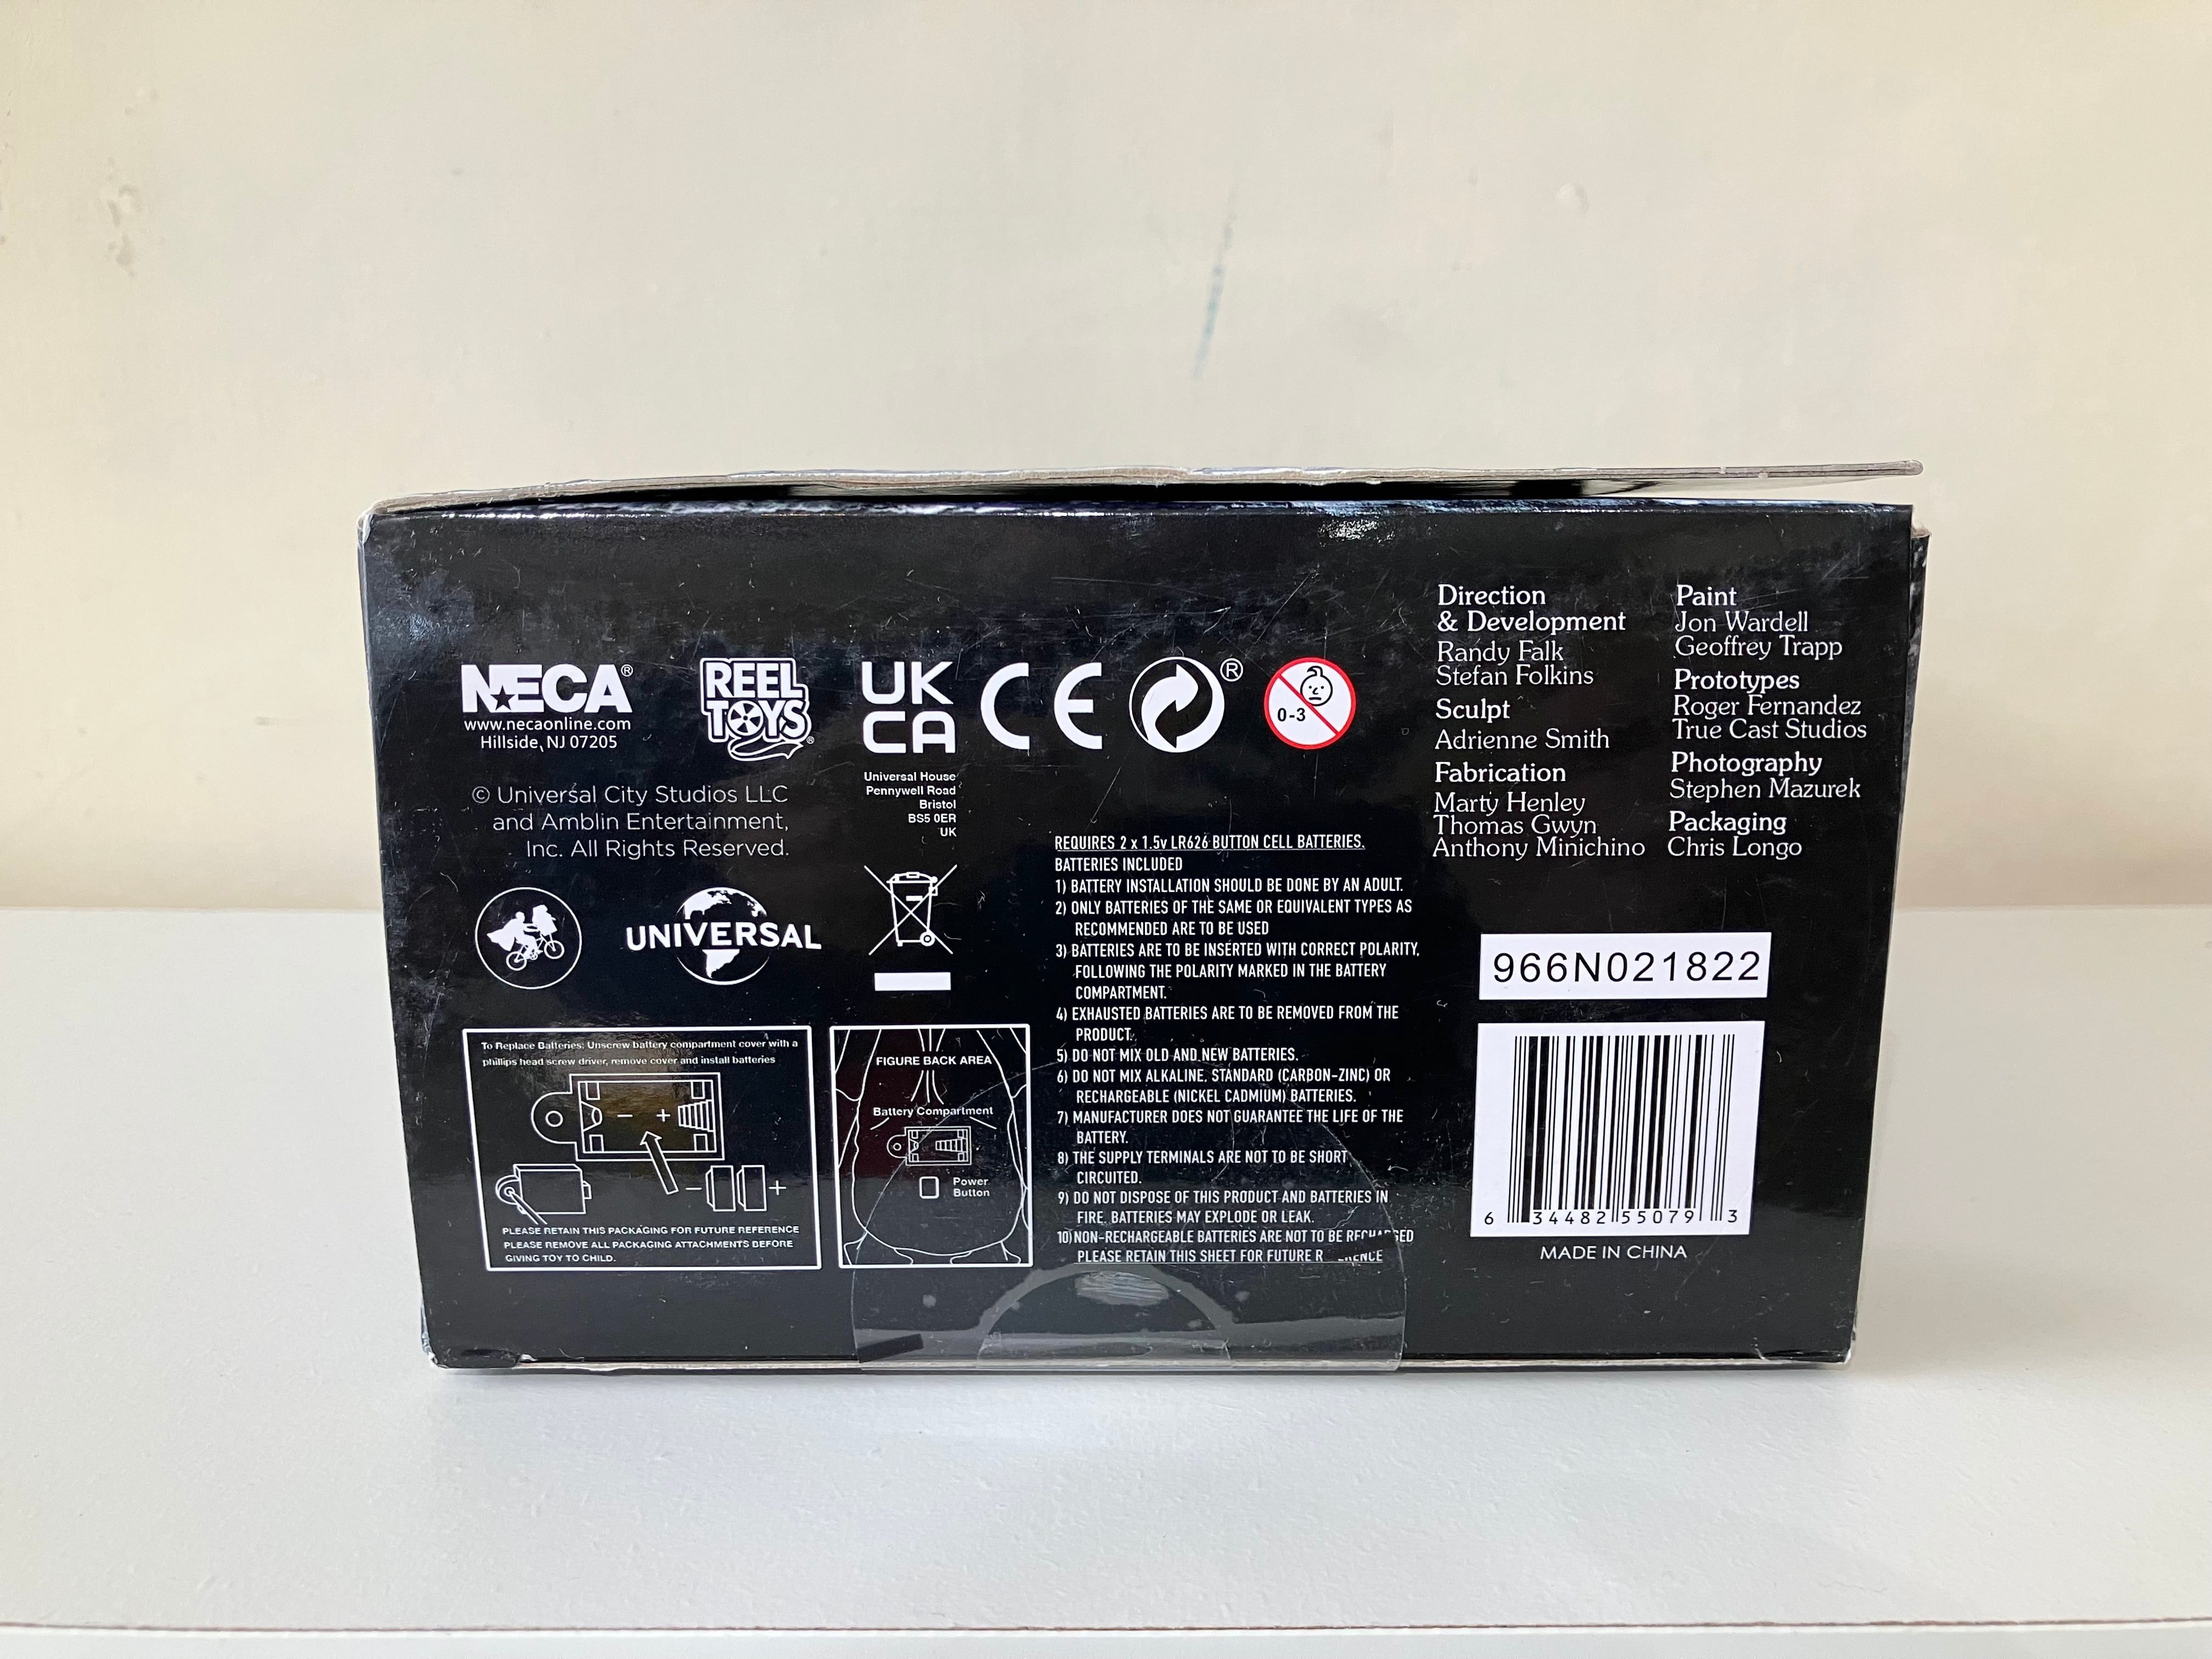 NECA®
www.necaonline.com
Hillside, NJ 07205
REEL
TOYS®
UK
CA
CE
®
0-3
Universal House
Pennywell Road
Bristol
BS5 0ER
UK
© Universal City Studios LLC
and Amblin Entertainment,
Inc. All Rights Reserved.
UNIVERSAL
To Replace Batteries: Unscrew battery compartment cover with a
phillips head screw driver, remove cover and install batteries
- +
- +
PLEASE RETAIN THIS PACKAGING FOR FUTURE REFERENCE
PLEASE REMOVE ALL PACKAGING ATTACHMENTS BEFORE
GIVING TOY TO CHILD.
FIGURE BACK AREA
Battery Compartment
Power
Button
REQUIRES 2 x 1.5v LR626 BUTTON CELL BATTERIES.
BATTERIES INCLUDED
1) BATTERY INSTALLATION SHOULD BE DONE BY AN ADULT.
2) ONLY BATTERIES OF THE SAME OR EQUIVALENT TYPES AS
RECOMMENDED ARE TO BE USED
3) BATTERIES ARE TO BE INSERTED WITH CORRECT POLARITY,
FOLLOWING THE POLARITY MARKED IN THE BATTERY
COMPARTMENT.
4) EXHAUSTED BATTERIES ARE TO BE REMOVED FROM THE
PRODUCT.
5) DO NOT MIX OLD AND NEW BATTERIES.
6) DO NOT MIX ALKALINE, STANDARD (CARBON-ZINC) OR
RECHARGEABLE (NICKEL CADMIUM) BATTERIES.
7) MANUFACTURER DOES NOT GUARANTEE THE LIFE OF THE
BATTERY.
8) THE SUPPLY TERMINALS ARE NOT TO BE SHORT
CIRCUITED.
9) DO NOT DISPOSE OF THIS PRODUCT AND BATTERIES IN
FIRE. BATTERIES MAY EXPLODE OR LEAK.
10) NON-RECHARGEABLE BATTERIES ARE NOT TO BE RECHARGED
PLEASE RETAIN THIS SHEET FOR FUTURE REFERENCE
Direction
& Development
Randy Falk
Stefan Folkins
Sculpt
Adrienne Smith
Fabrication
Marty Henley
Thomas Gwyn
Anthony Minichino
Paint
Jon Wardell
Geoffrey Trapp
Prototypes
Roger Fernandez
True Cast Studios
Photography
Stephen Mazurek
Packaging
Chris Longo
966N021822
6 34482 55079 3
MADE IN CHINA